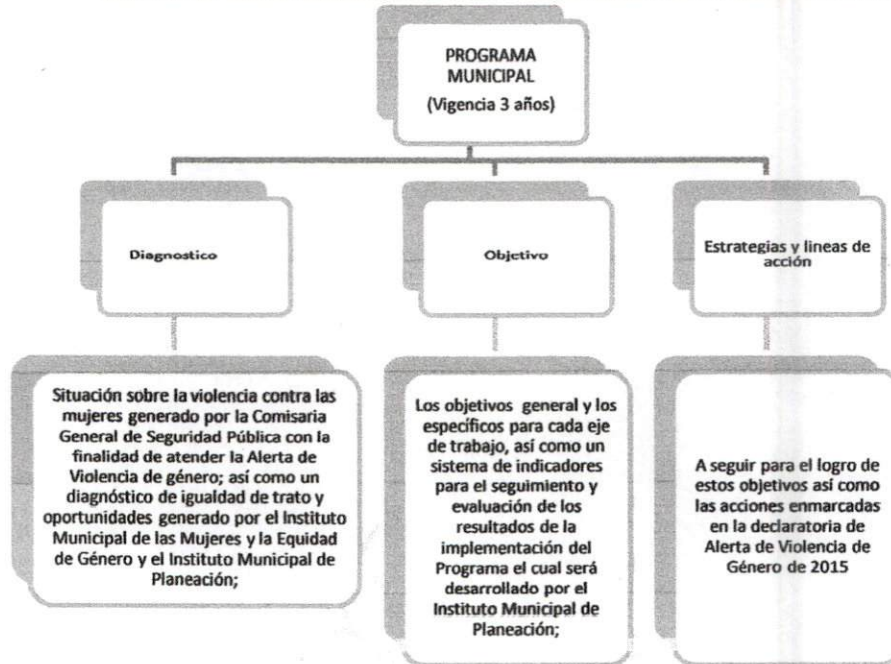 PROGRAMA
MUNICIPAL
(Vigencia 3 años)
Diagnostico
Objetivo
Estrategias y lineas de
acción
Situación sobre la violencia contra las
mujeres generado por la Comisaria
General de Seguridad Pública con la
finalidad de atender la Alerta de
Violencia de género; así como un
diagnóstico de igualdad de trato y
oportunidades generado por el Instituto
Municipal de las Mujeres y la Equidad
de Género y el Instituto Municipal de
Planeación;
Los objetivos general y los
específicos para cada eje
de trabajo, así como un
sistema de indicadores
para el seguimiento y
evaluación de los
resultados de la
implementación del
Programa el cual será
desarrollado por el
Instituto Municipal de
Planeación;
A seguir para el logro de
estos objetivos así como
las acciones enmarcadas
en la declaratoria de
Alerta de Violencia de
Género de 2015